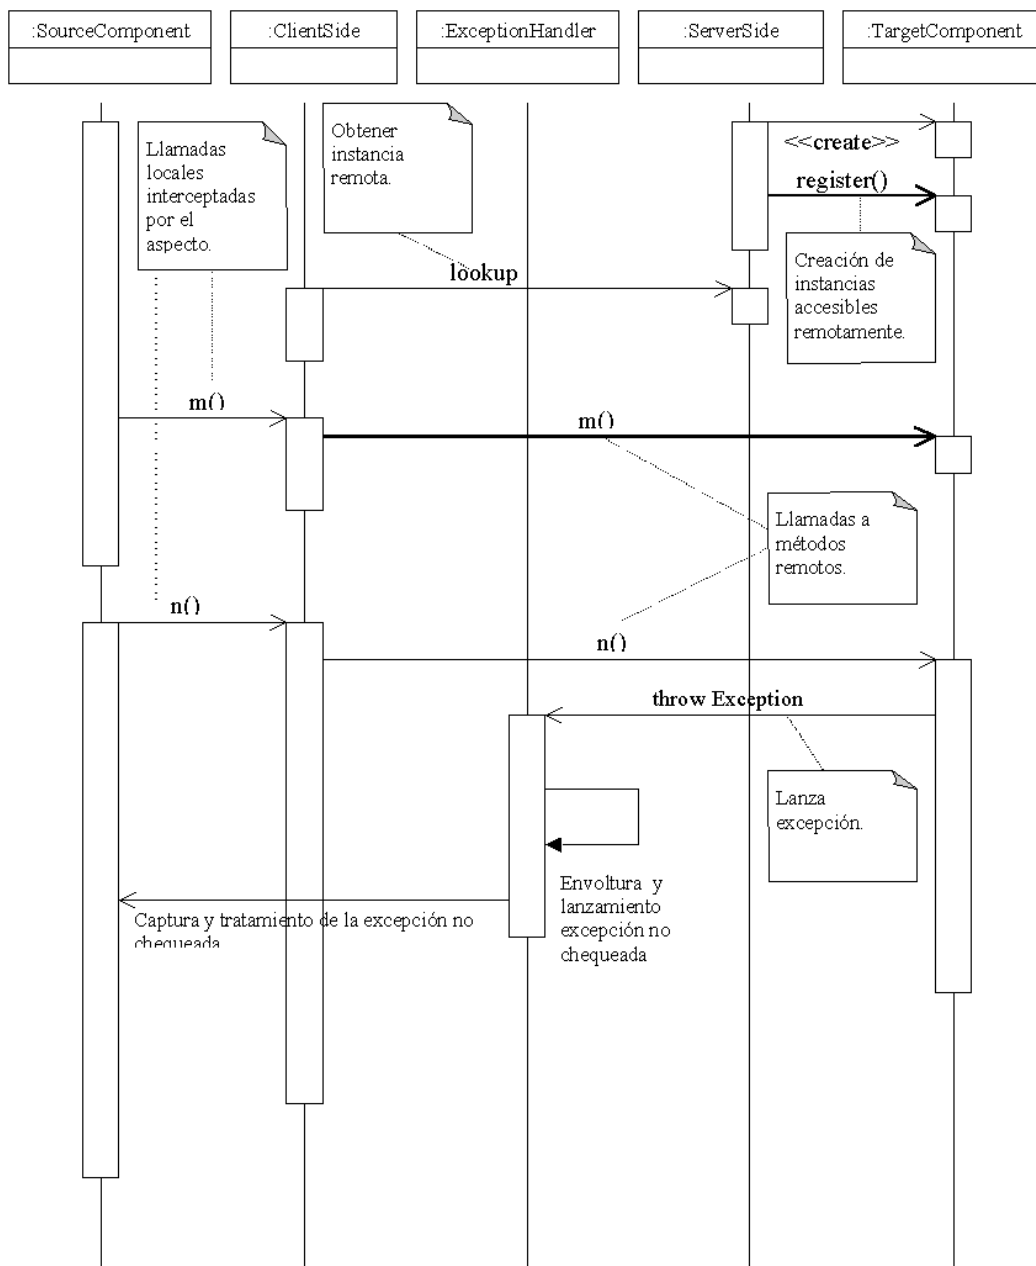 :SourceComponent
:ClientSide
:ExceptionHandler
:ServerSide
:TargetComponent
Llamadas
locales
interceptadas
por el
aspecto.
Obtener
instancia
remota.
<<create>>
register()
Creación de
instancias
accesibles
remotamente.
lookup
m()
m()
Llamadas a
métodos
remotos.
n()
n()
throw Exception
Lanza
excepción.
Envoltura y
lanzamiento
excepción no
chequeada
Captura y tratamiento de la excepción no
chequeada